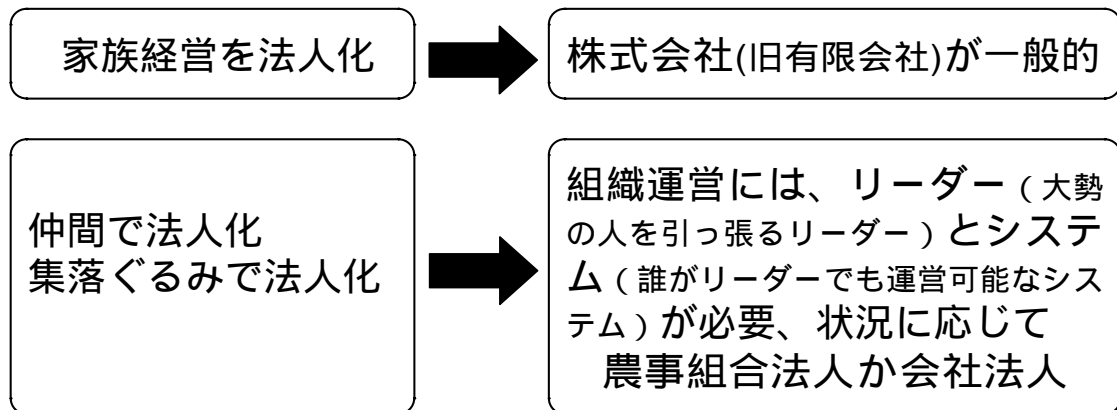 家族経営を法人化
株式会社(旧有限会社)が一般的
仲間で法人化
集落ぐるみで法人化
組織運営には、リーダー（大勢
の人を引っ張るリーダー）とシステ
ム（誰がリーダーでも運営可能なシス
テム）が必要、状況に応じて
農事組合法人か会社法人